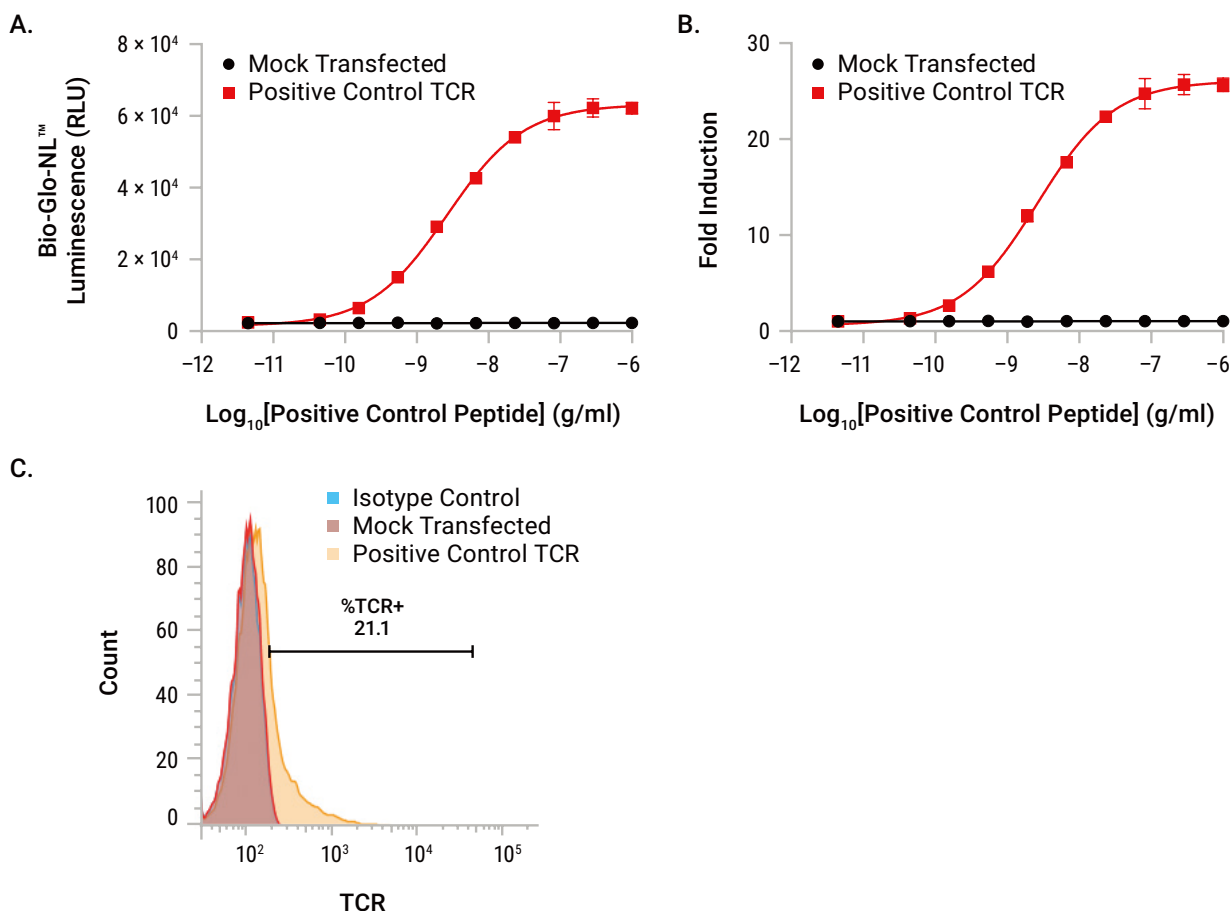 A.
8 × 10⁴
6 × 10⁴
4 × 10⁴
2 × 10⁴
0
Bio-Glo-NL™
Luminescence (RLU)
Mock Transfected
Positive Control TCR
−12 −11 −10 −9 −8 −7 −6
Log₁₀[Positive Control Peptide] (g/ml)
B.
30
20
10
0
Fold Induction
Mock Transfected
Positive Control TCR
−12 −11 −10 −9 −8 −7 −6
Log₁₀[Positive Control Peptide] (g/ml)
C.
100
80
60
40
20
0
Count
Isotype Control
Mock Transfected
Positive Control TCR
%TCR+
21.1
10² 10³ 10⁴ 10⁵
TCR